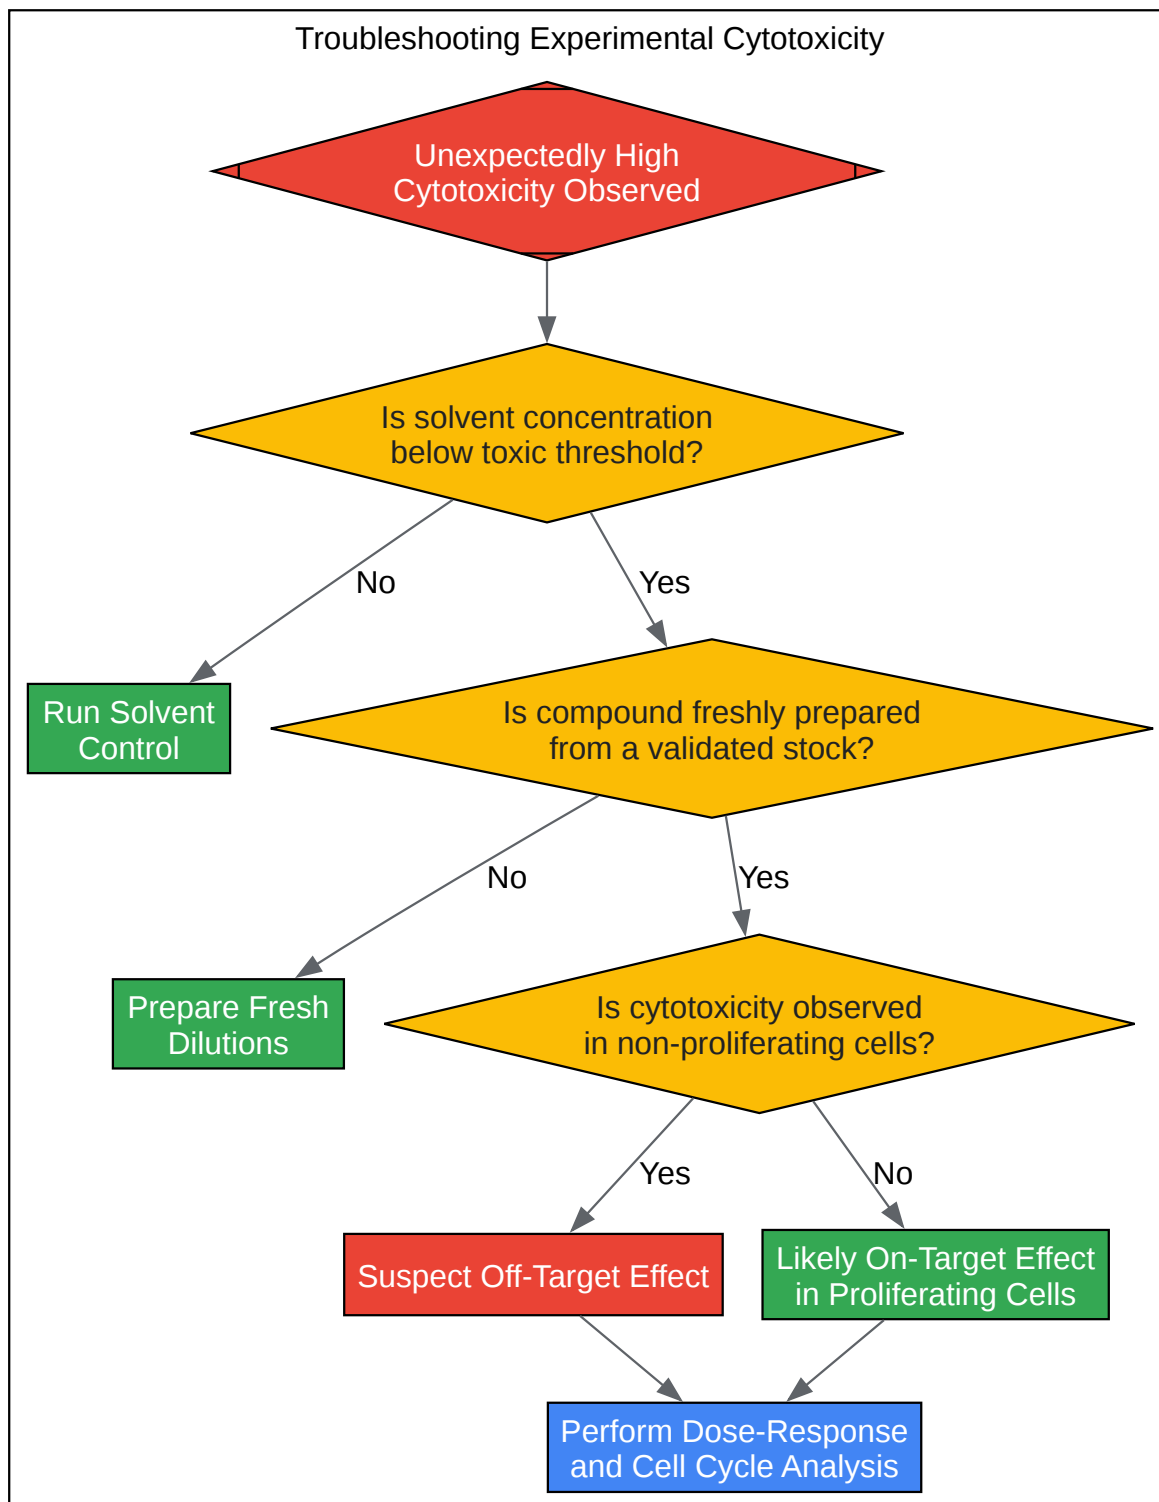 Troubleshooting Experimental Cytotoxicity
Unexpectedly High
Cytotoxicity Observed
Is solvent concentration
below toxic threshold?
No
Yes
Run Solvent
Control
Is compound freshly prepared
from a validated stock?
No
Yes
Prepare Fresh
Dilutions
Is cytotoxicity observed
in non-proliferating cells?
Yes
No
Suspect Off-Target Effect
Likely On-Target Effect
in Proliferating Cells
Perform Dose-Response
and Cell Cycle Analysis